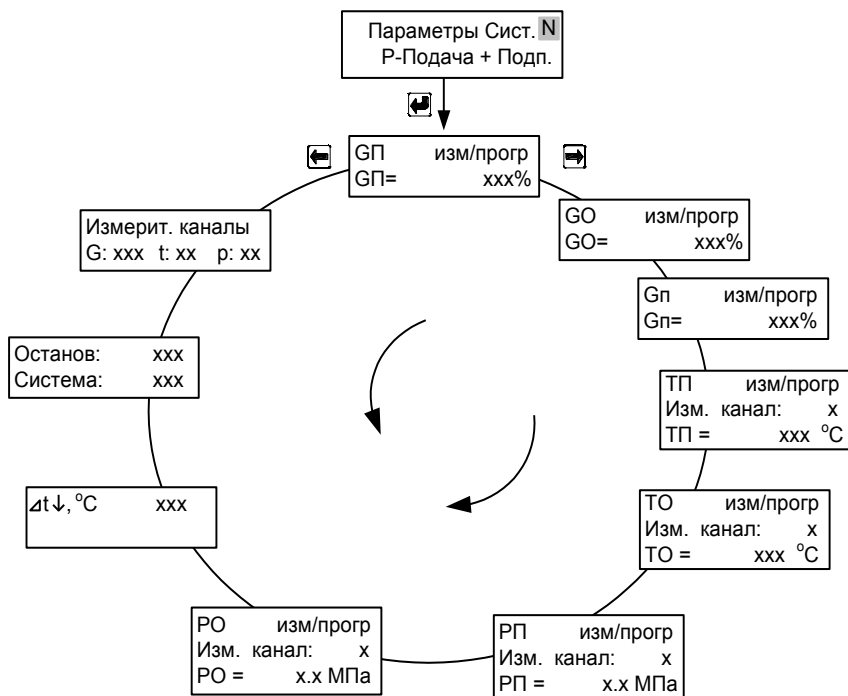 Параметры Сист. N
Р-Подача + Подп.
GП изм/прогр
GП= xxx%
GO изм/прогр
GO= xxx%
Gп изм/прогр
Gп= xxx%
ТП изм/прогр
Изм. канал: x
ТП = xxx °C
ТО изм/прогр
Изм. канал: x
ТО = xxx °C
РП изм/прогр
Изм. канал: x
РП = x.x МПа
РО изм/прогр
Изм. канал: x
РО = x.x МПа
⊿t↓, °C xxx
Останов: xxx
Система: xxx
Измерит. каналы
G: xxx t: xx p: xx